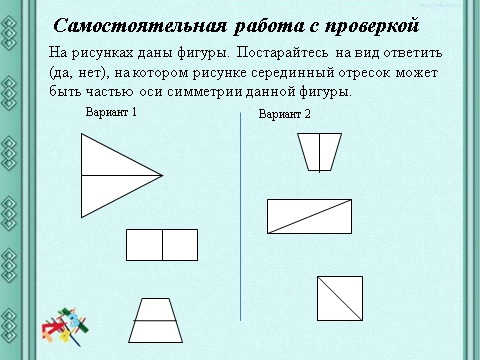 Самостоятельная работа с проверкой
На рисунках даны фигуры. Постарайтесь на вид ответить
(да, нет), на котором рисунке серединный отресок может
быть частью оси симметрии данной фигуры.
Вариант 1
Вариант 2